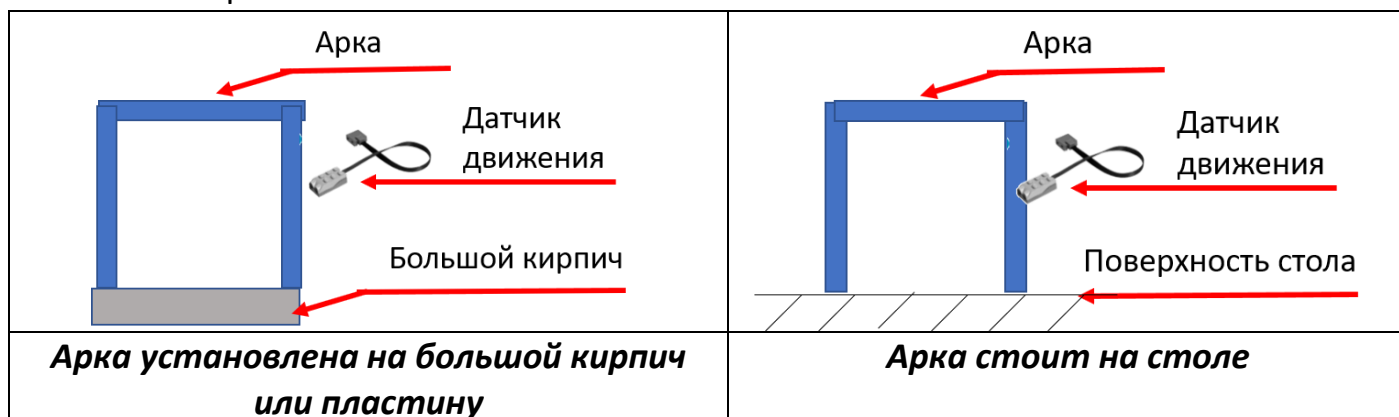 Арка
Датчик
движения
Большой кирпич
Арка установлена на большой кирпич
или пластину
Арка
Датчик
движения
Поверхность стола
Арка стоит на столе